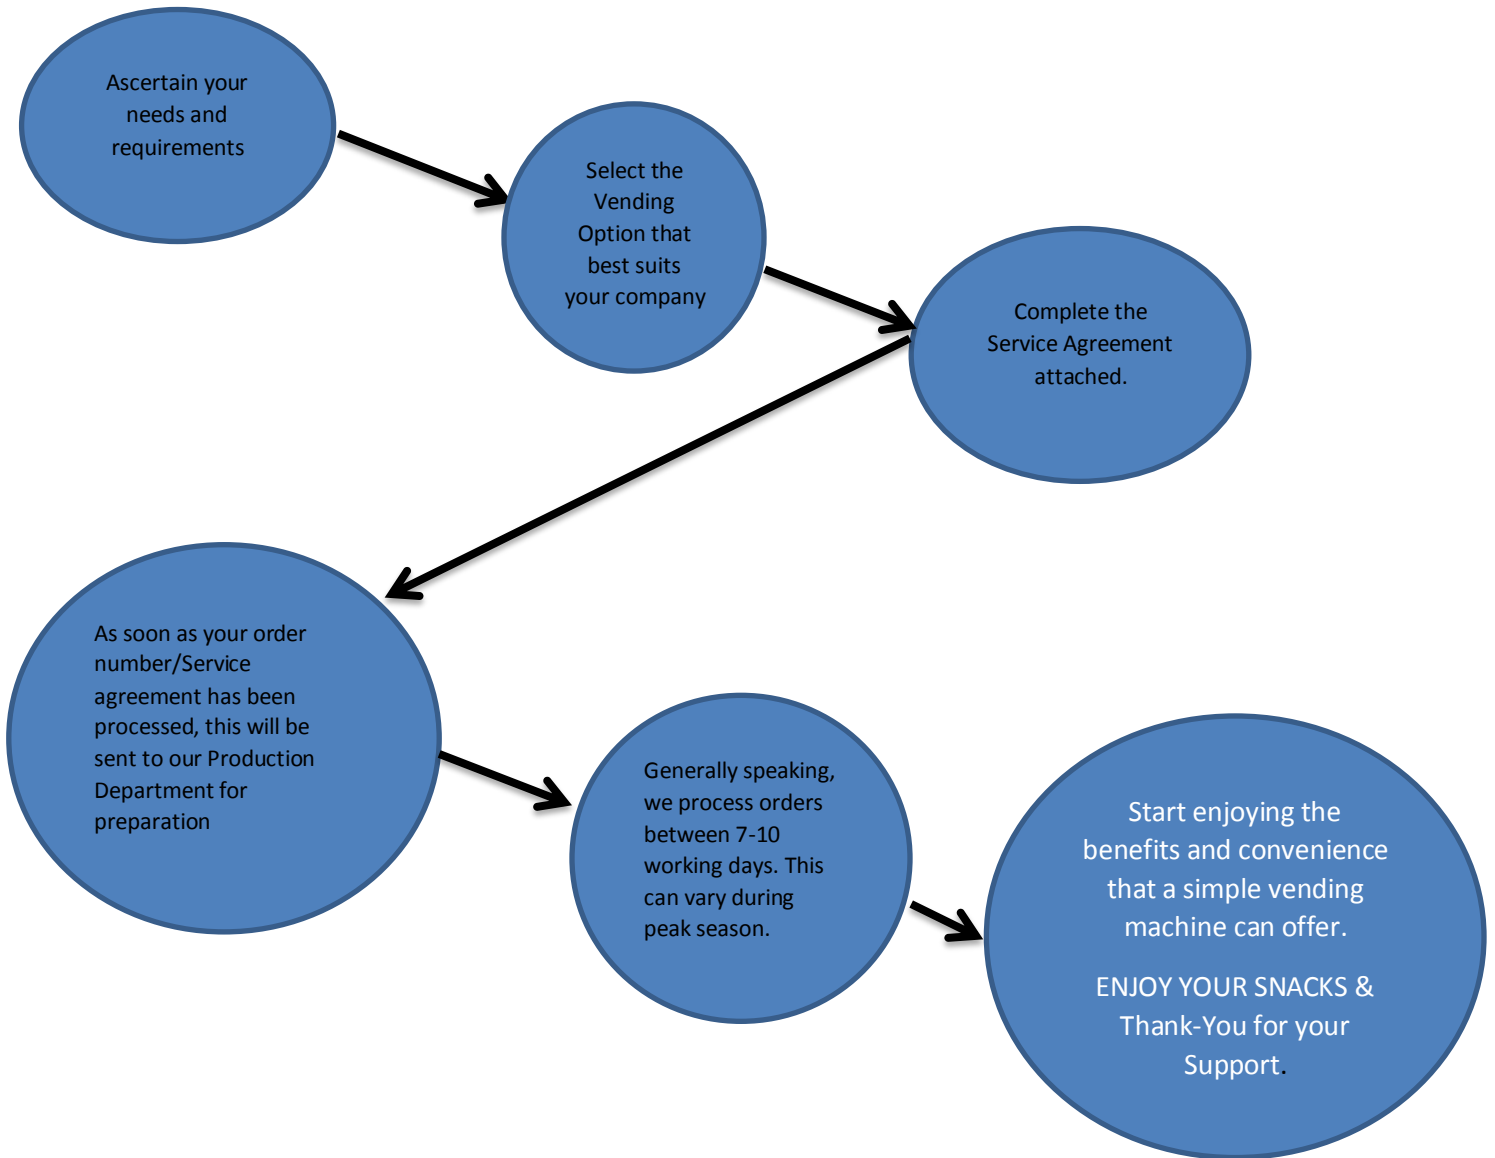 Ascertain your
needs and
requirements
Select the
Vending
Option that
best suits
your company
Complete the
Service Agreement
attached.
As soon as your order
number/Service
agreement has been
processed, this will be
sent to our Production
Department for
preparation
Generally speaking,
we process orders
between 7-10
working days. This
can vary during
peak season.
Start enjoying the
benefits and convenience
that a simple vending
machine can offer.
ENJOY YOUR SNACKS &
Thank-You for your
Support.